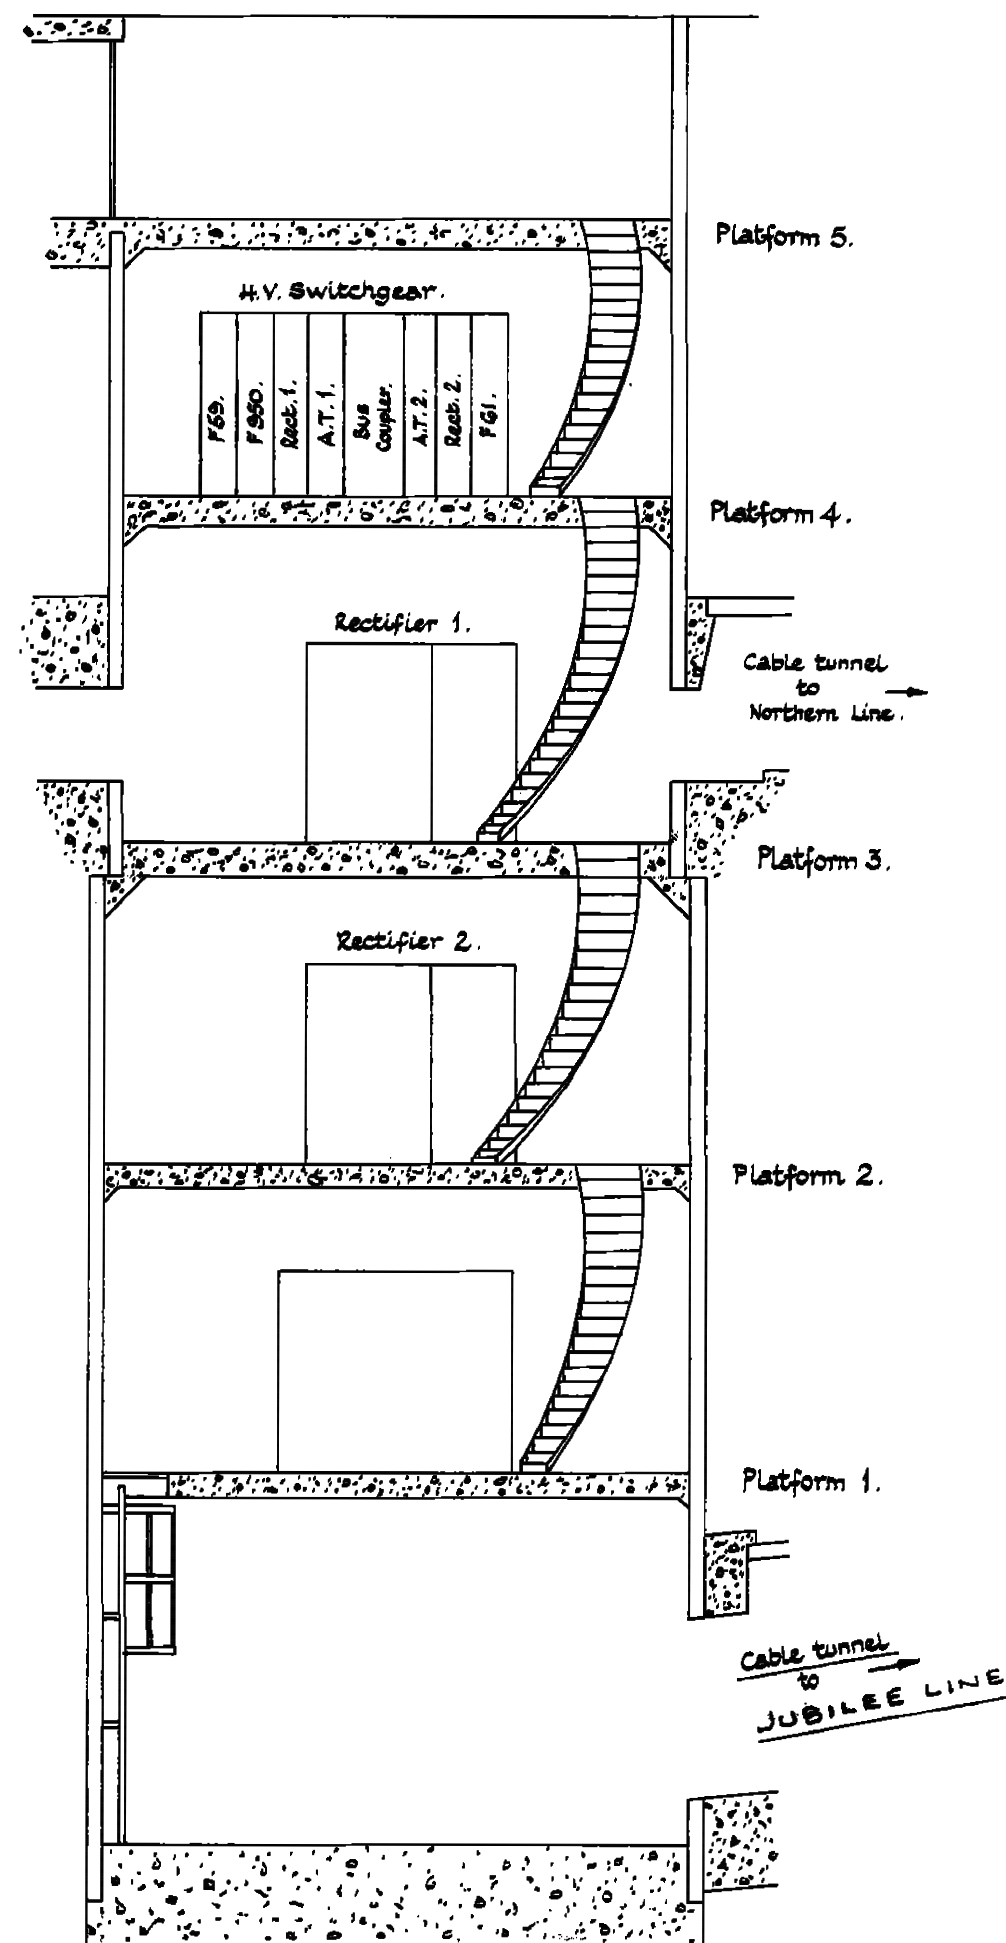 Platform 5.
H.V. Switchgear.
F59.
F950.
Rect. 1.
A.T. 1.
Bus
Coupler.
A.T. 2.
Rect. 2.
F61.
Platform 4.
Rectifier 1.
Cable tunnel
to
Northern Line.
Platform 3.
Rectifier 2.
Platform 2.
Platform 1.
Cable tunnel
to
JUBILEE LINE